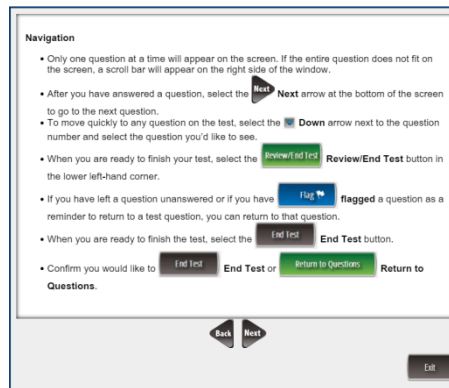 Navigation
• Only one question at a time will appear on the screen. If the entire question does not fit on
the screen, a scroll bar will appear on the right side of the window.
• After you have answered a question, select the Next Next arrow at the bottom of the screen
to go to the next question.
• To move quickly to any question on the test, select the Down arrow next to the question
number and select the question you'd like to see.
• When you are ready to finish your test, select the Review/End Test Review/End Test button in
the lower left-hand corner.
• If you have left a question unanswered or if you have Flag flagged a question as a
reminder to return to a test question, you can return to that question.
• When you are ready to finish the test, select the End Test End Test button.
• Confirm you would like to End Test End Test or Return to Questions Return to
Questions.
Back Next
Exit